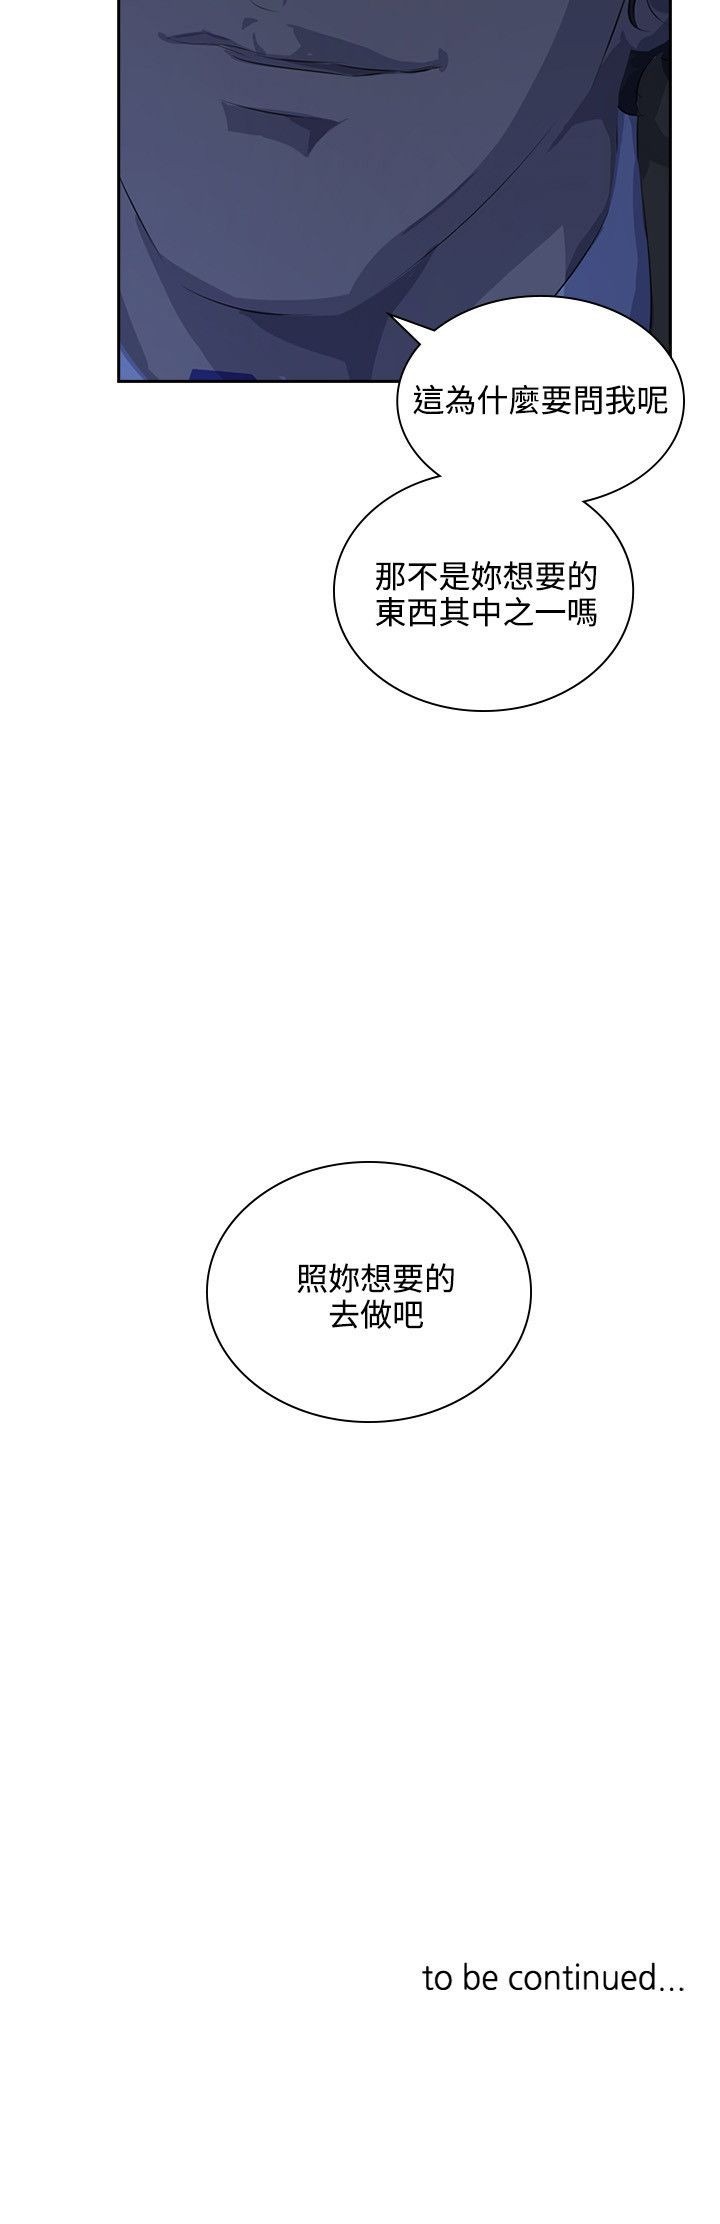 這為什麼要問我呢
那不是妳想要的
東西其中之一嗎
照妳想要的
去做吧
to be continued...